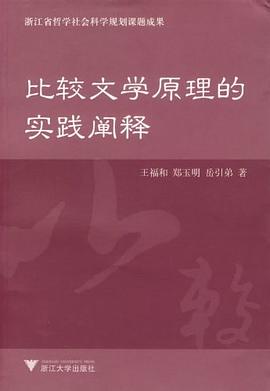 浙江省哲学社会科学规划课题成果
比较文学原理的
实践阐释
王福和 郑玉明 岳引弟 著
比
较
浙江大学出版社